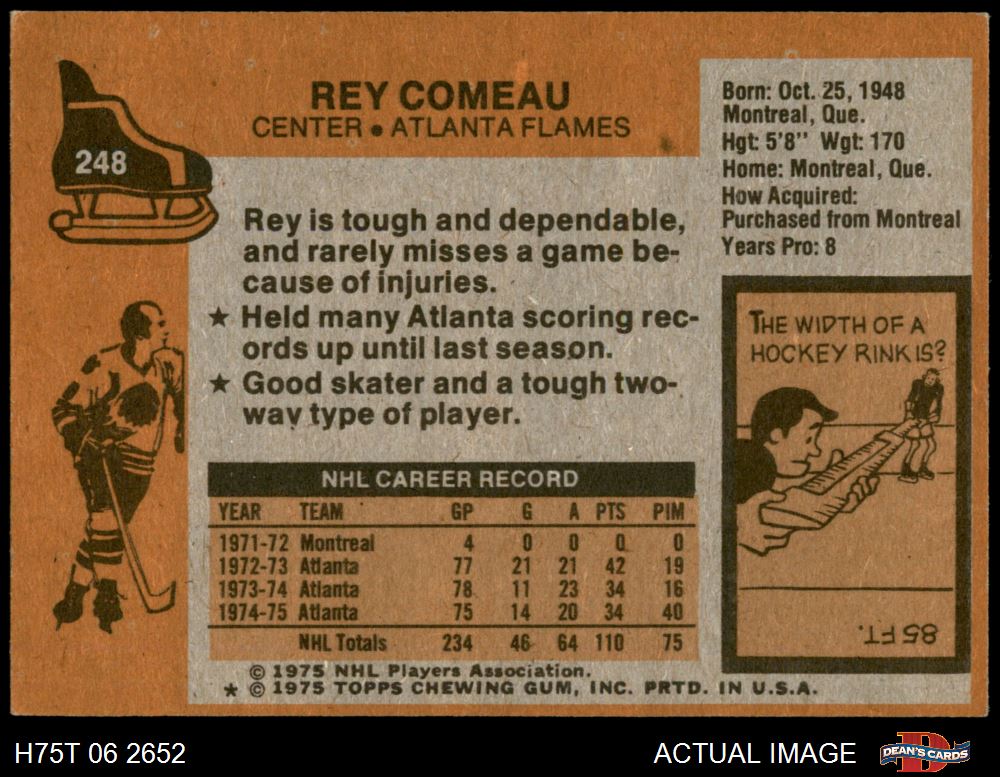 REY COMEAU
CENTER • ATLANTA FLAMES
248
Born: Oct. 25, 1948
Montreal, Que.
Hgt: 5'8" Wgt: 170
Home: Montreal, Que.
How Acquired:
Purchased from Montreal
Years Pro: 8
Rey is tough and dependable,
and rarely misses a game be-
cause of injuries.
★ Held many Atlanta scoring rec-
ords up until last season.
★ Good skater and a tough two-
way type of player.
THE WIDTH OF A
HOCKEY RINK IS?
85 FT.
NHL CAREER RECORD
YEAR TEAM GP G A PTS PIM
1971-72 Montreal 4 0 0 0 0
1972-73 Atlanta 77 21 21 42 19
1973-74 Atlanta 78 11 23 34 16
1974-75 Atlanta 75 14 20 34 40
NHL Totals 234 46 64 110 75
© 1975 NHL Players Association.
★ © 1975 TOPPS CHEWING GUM, INC. PRTD. IN U.S.A.
H75T 06 2652
ACTUAL IMAGE
DEAN'S CARDS